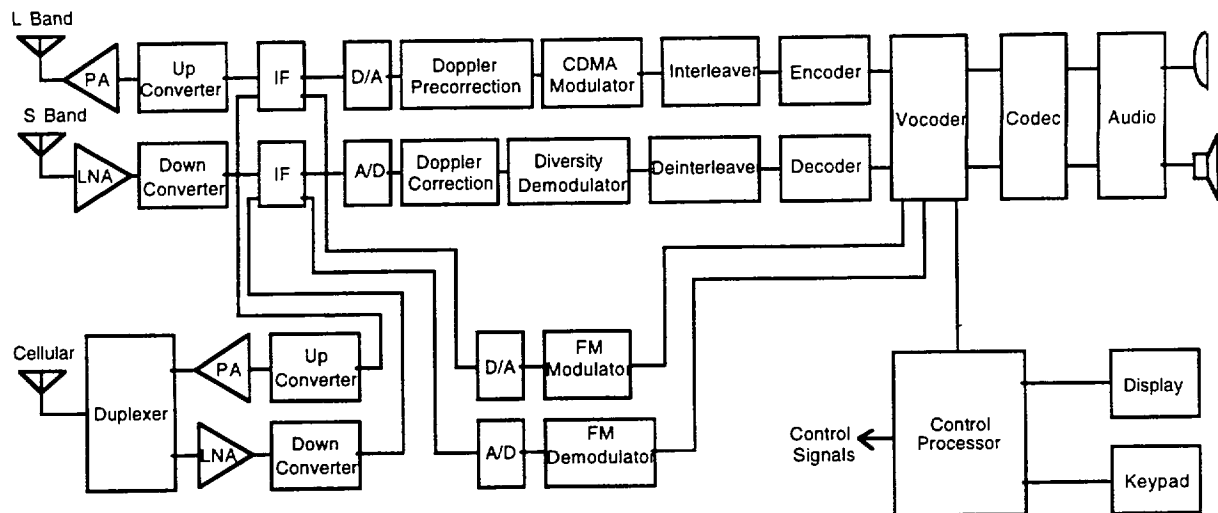 L Band
PA
Up
Converter
IF
D/A
Doppler
Precorrection
CDMA
Modulator
Interleaver
Encoder
Vocoder
Codec
Audio
S Band
LNA
Down
Converter
IF
A/D
Doppler
Correction
Diversity
Demodulator
Deinterleaver
Decoder
Cellular
Duplexer
PA
Up
Converter
LNA
Down
Converter
D/A
FM
Modulator
A/D
FM
Demodulator
Control
Signals
Control
Processor
Display
Keypad